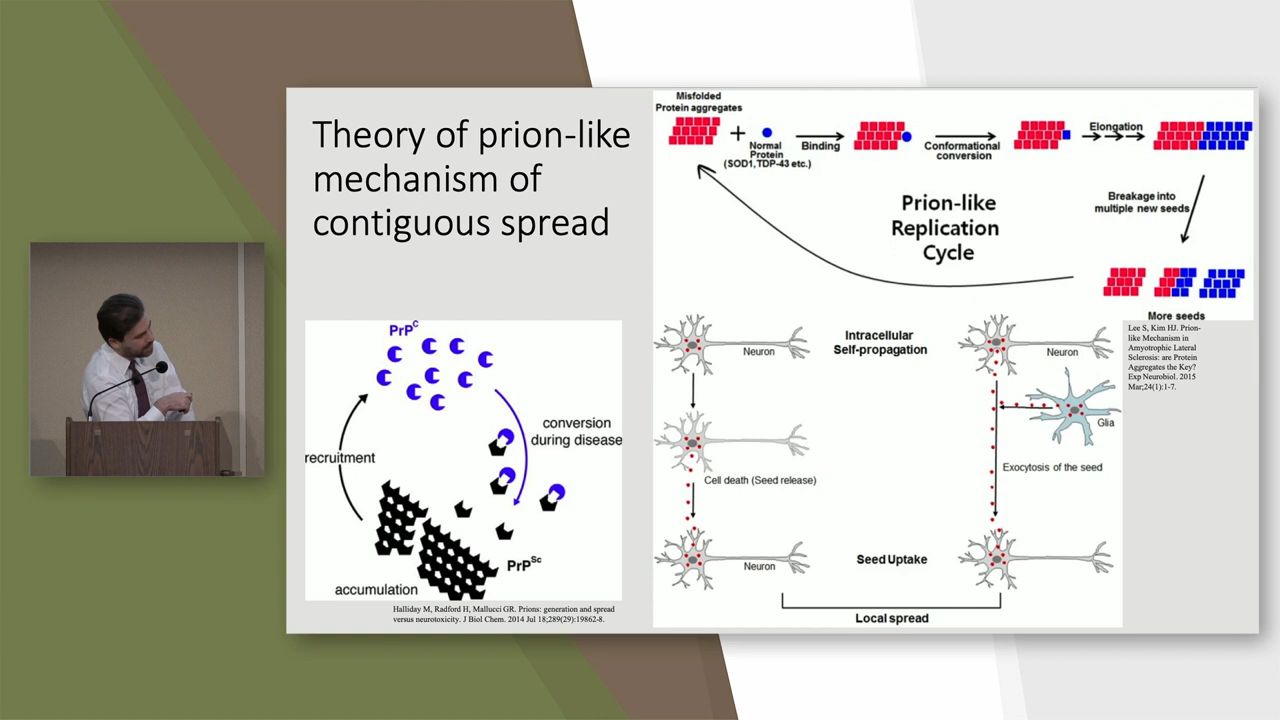 Theory of prion-like
mechanism of
contiguous spread
PrPC
conversion
during disease
recruitment
PrPSc
accumulation
Halliday M, Radford H, Mallucci GR. Prions: generation and spread
versus neurotoxicity. J Biol Chem. 2014 Jul 18;289(29):19862-8.
Misfolded
Protein aggregates
+
Normal
Protein
(SOD1, TDP-43 etc.)
Binding
Conformational
conversion
Elongation
Breakage into
multiple new seeds
Prion-like
Replication
Cycle
More seeds
Lee S, Kim HJ. Prion-
like Mechanism in
Amyotrophic Lateral
Sclerosis: are Protein
Aggregates the Key?
Exp Neurobiol. 2015
Mar;24(1):1-7.
Neuron
Intracellular
Self-propagation
Neuron
Glia
Cell death (Seed release)
Exocytosis of the seed
Neuron
Seed Uptake
Local spread